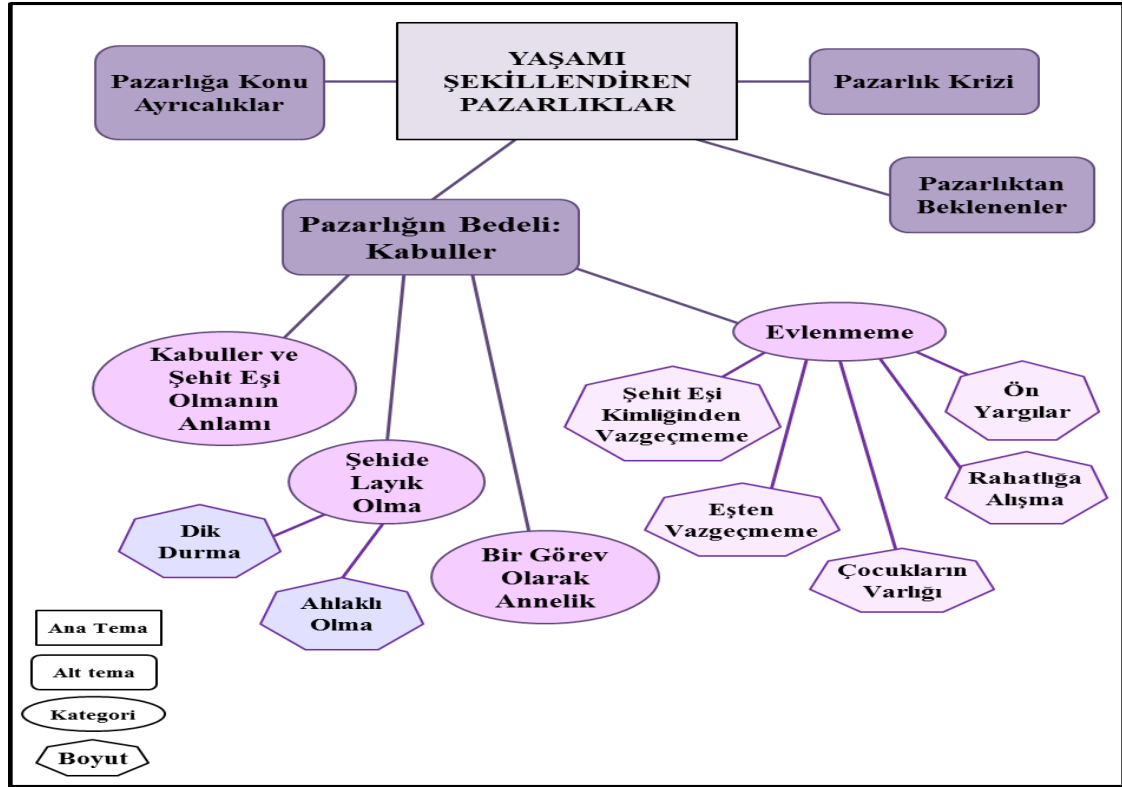 YAŞAMI
ŞEKİLLENDİREN
PAZARLIKLAR
Pazarlığa Konu
Ayrıcalıklar
Pazarlık Krizi
Pazarlıktan
Beklenenler
Pazarlığın Bedeli:
Kabuller
Kabuller ve
Şehit Eşi
Olmanın
Anlamı
Şehide
Layık
Olma
Dik
Durma
Ahlaklı
Olma
Bir Görev
Olarak
Annelik
Evlenmeme
Şehit Eşi
Kimliğinden
Vazgeçmeme
Eşten
Vazgeçmeme
Çocukların
Varlığı
Rahatlığa
Alışma
Ön
Yargılar
Ana Tema
Alt tema
Kategori
Boyut